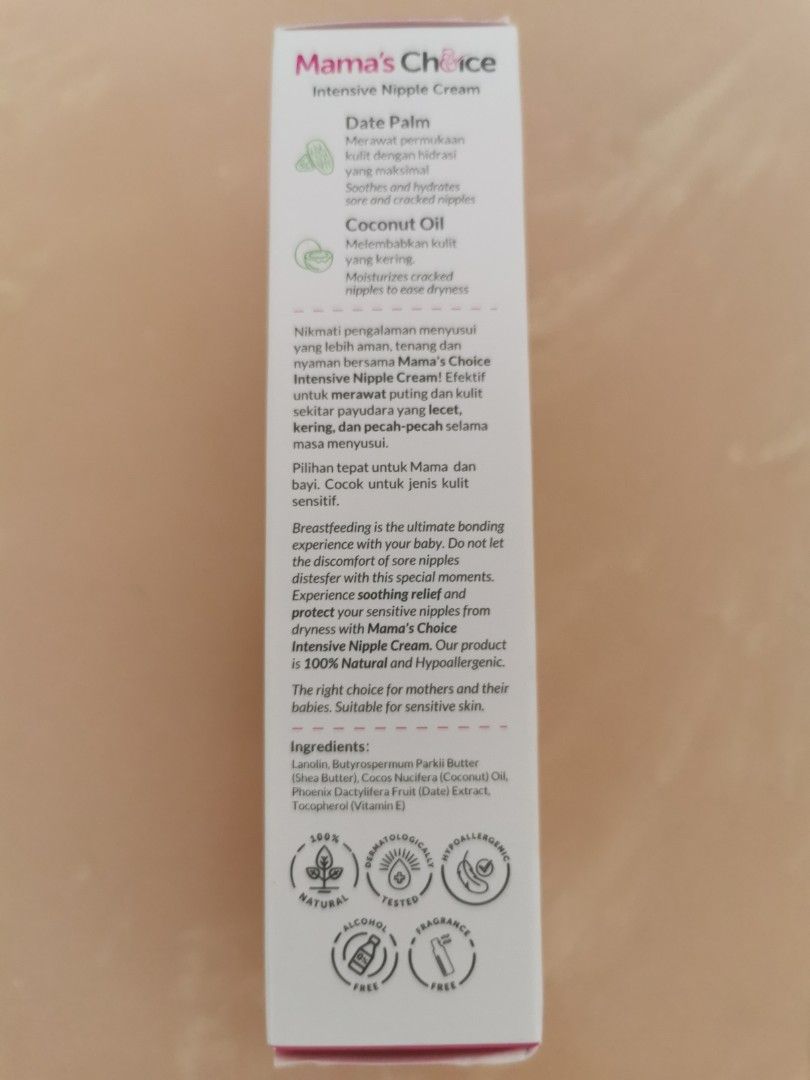 Mama's Choice
Intensive Nipple Cream
Date Palm
Merawat permukaan
kulit dengan hidrasi
yang maksimal
Soothes and hydrates
sore and cracked nipples
Coconut Oil
Melembabkan kulit
yang kering.
Moisturizes cracked
nipples to ease dryness
Nikmati pengalaman menyusui
yang lebih aman, tenang dan
nyaman bersama Mama's Choice
Intensive Nipple Cream! Efektif
untuk merawat puting dan kulit
sekitar payudara yang lecet,
kering, dan pecah-pecah selama
masa menyusui.
Pilihan tepat untuk Mama dan
bayi. Cocok untuk jenis kulit
sensitif.
Breastfeeding is the ultimate bonding
experience with your baby. Do not let
the discomfort of sore nipples
distesfer with this special moments.
Experience soothing relief and
protect your sensitive nipples from
dryness with Mama's Choice
Intensive Nipple Cream. Our product
is 100% Natural and Hypoallergenic.
The right choice for mothers and their
babies. Suitable for sensitive skin.
Ingredients:
Lanolin, Butyrospermum Parkii Butter
(Shea Butter), Cocos Nucifera (Coconut) Oil,
Phoenix Dactylifera Fruit (Date) Extract,
Tocopherol (Vitamin E)
100% NATURAL
DERMATOLOGICALLY TESTED
HYPOALLERGENIC
ALCOHOL FREE
FRAGRANCE FREE